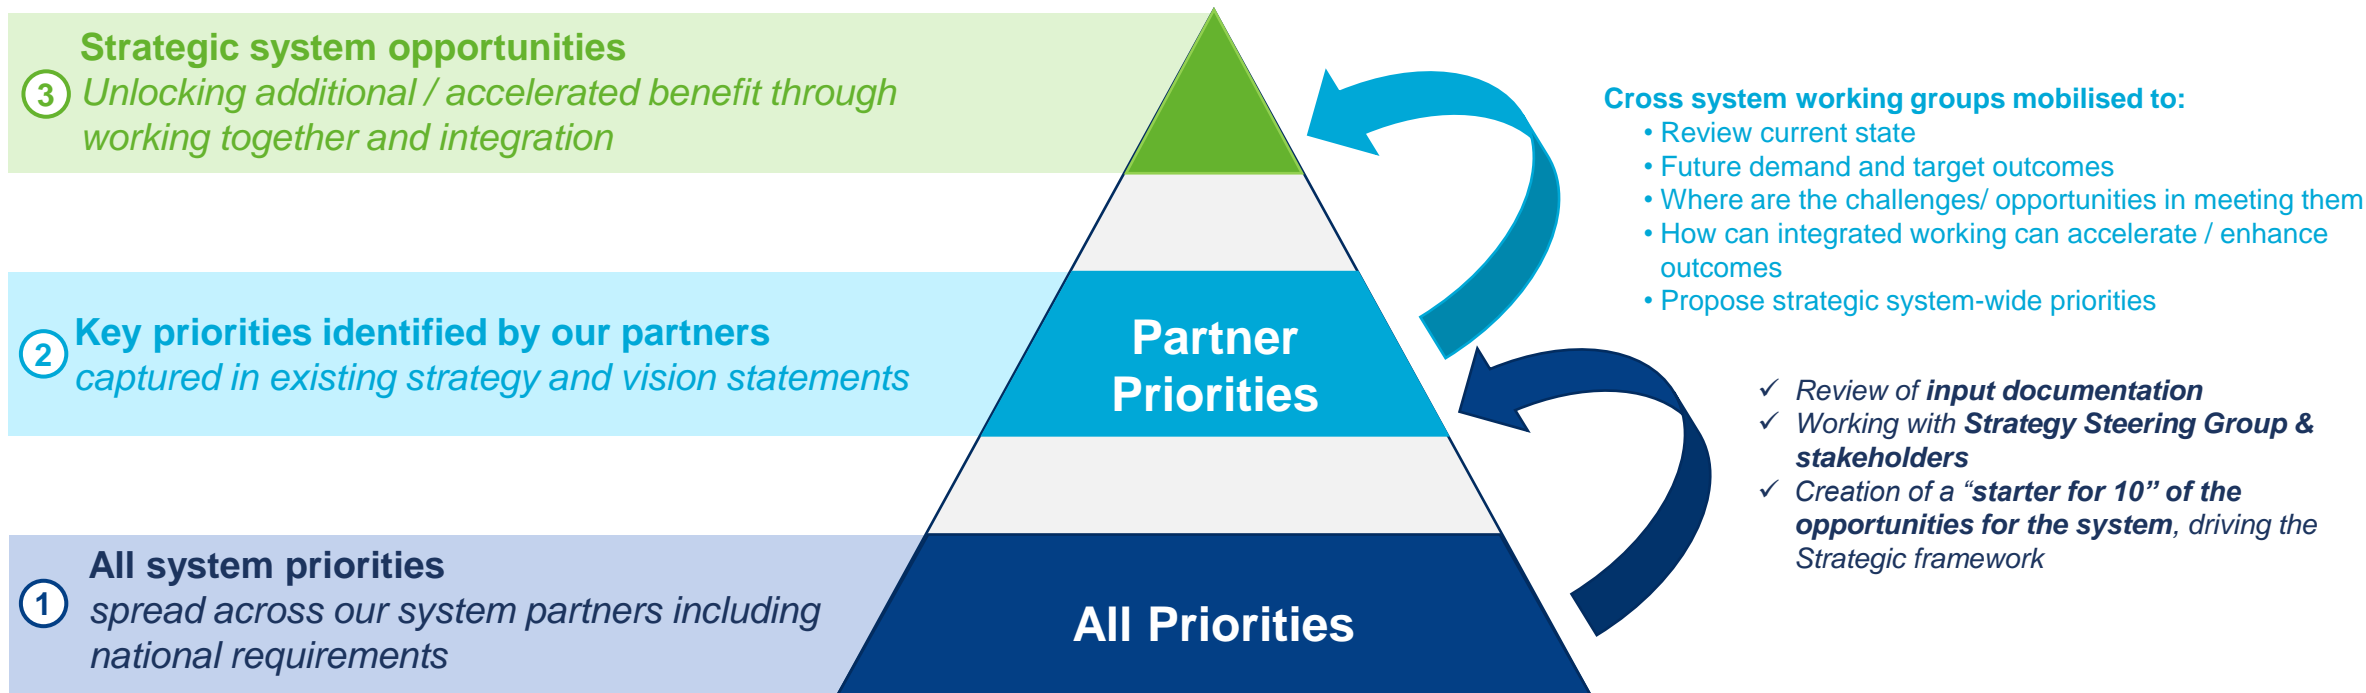 Strategic system opportunities
3
Unlocking additional / accelerated benefit through
working together and integration
Key priorities identified by our partners
2
captured in existing strategy and vision statements
All system priorities
1
spread across our system partners including
national requirements
Partner
Priorities
All Priorities
Cross system working groups mobilised to:
• Review current state
• Future demand and target outcomes
• Where are the challenges/ opportunities in meeting them
• How can integrated working can accelerate / enhance
outcomes
• Propose strategic system-wide priorities
✓ Review of input documentation
✓ Working with Strategy Steering Group &
stakeholders
✓ Creation of a “starter for 10” of the
opportunities for the system, driving the
Strategic framework